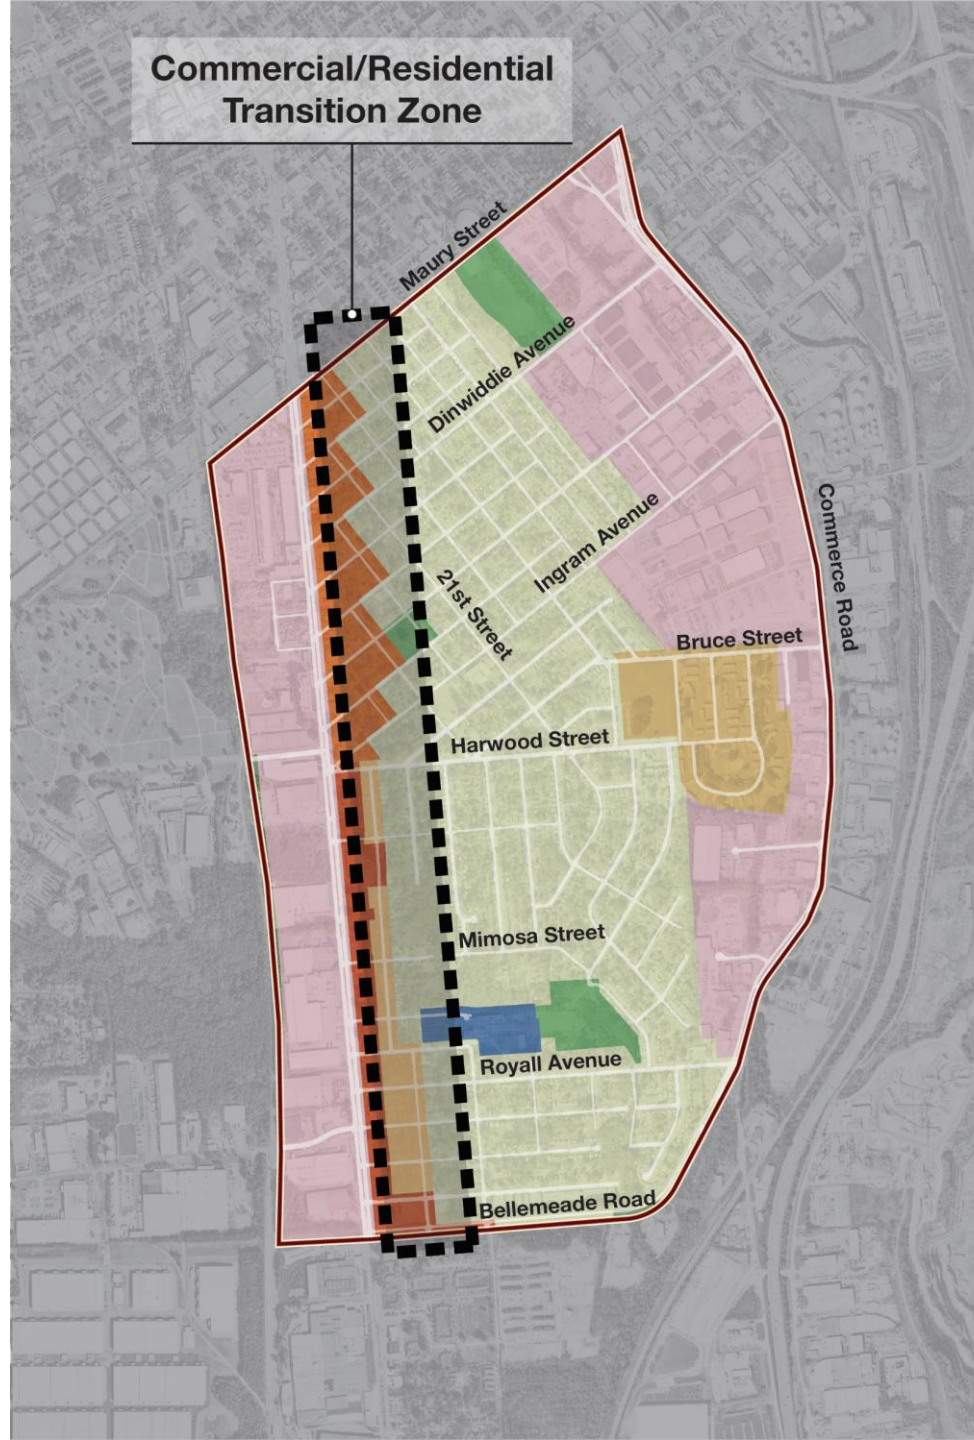 Commercial/Residential
Transition Zone
Maury Street
Dinwiddie Avenue
Ingram Avenue
Commerce Road
21st Street
Bruce Street
Harwood Street
Mimosa Street
Royall Avenue
Bellemeade Road